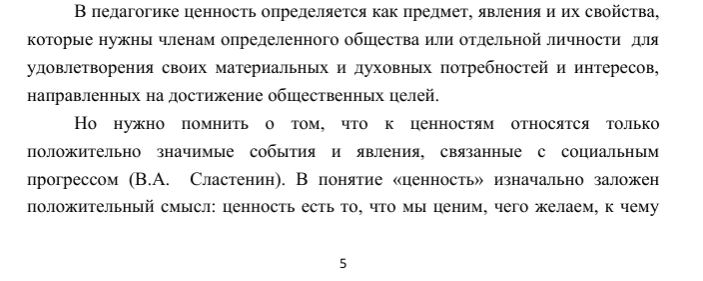 В педагогике ценность определяется как предмет, явления и их свойства,
которые нужны членам определенного общества или отдельной личности для
удовлетворения своих материальных и духовных потребностей и интересов,
направленных на достижение общественных целей.
Но нужно помнить о том, что к ценностям относятся только
положительно значимые события и явления, связанные с социальным
прогрессом (В.А. Сластенин). В понятие «ценность» изначально заложен
положительный смысл: ценность есть то, что мы ценим, чего желаем, к чему
5